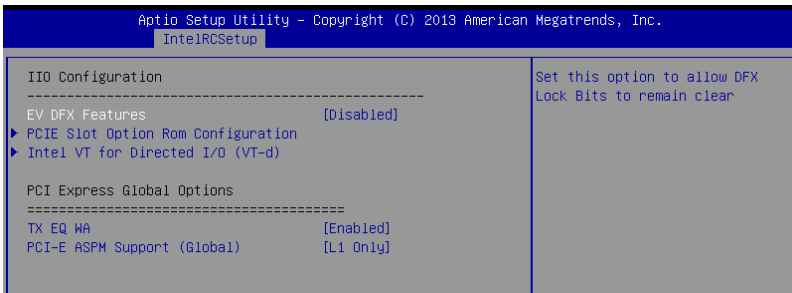 Aptio Setup Utility – Copyright (C) 2013 American Megatrends, Inc.
IntelRCSetup
IIO Configuration
--------------------------------------------------
EV DFX Features [Disabled]
PCIE Slot Option Rom Configuration
Intel VT for Directed I/O (VT-d)
PCI Express Global Options
========================================
TX EQ WA [Enabled]
PCI-E ASPM Support (Global) [L1 Only]
Set this option to allow DFX
Lock Bits to remain clear